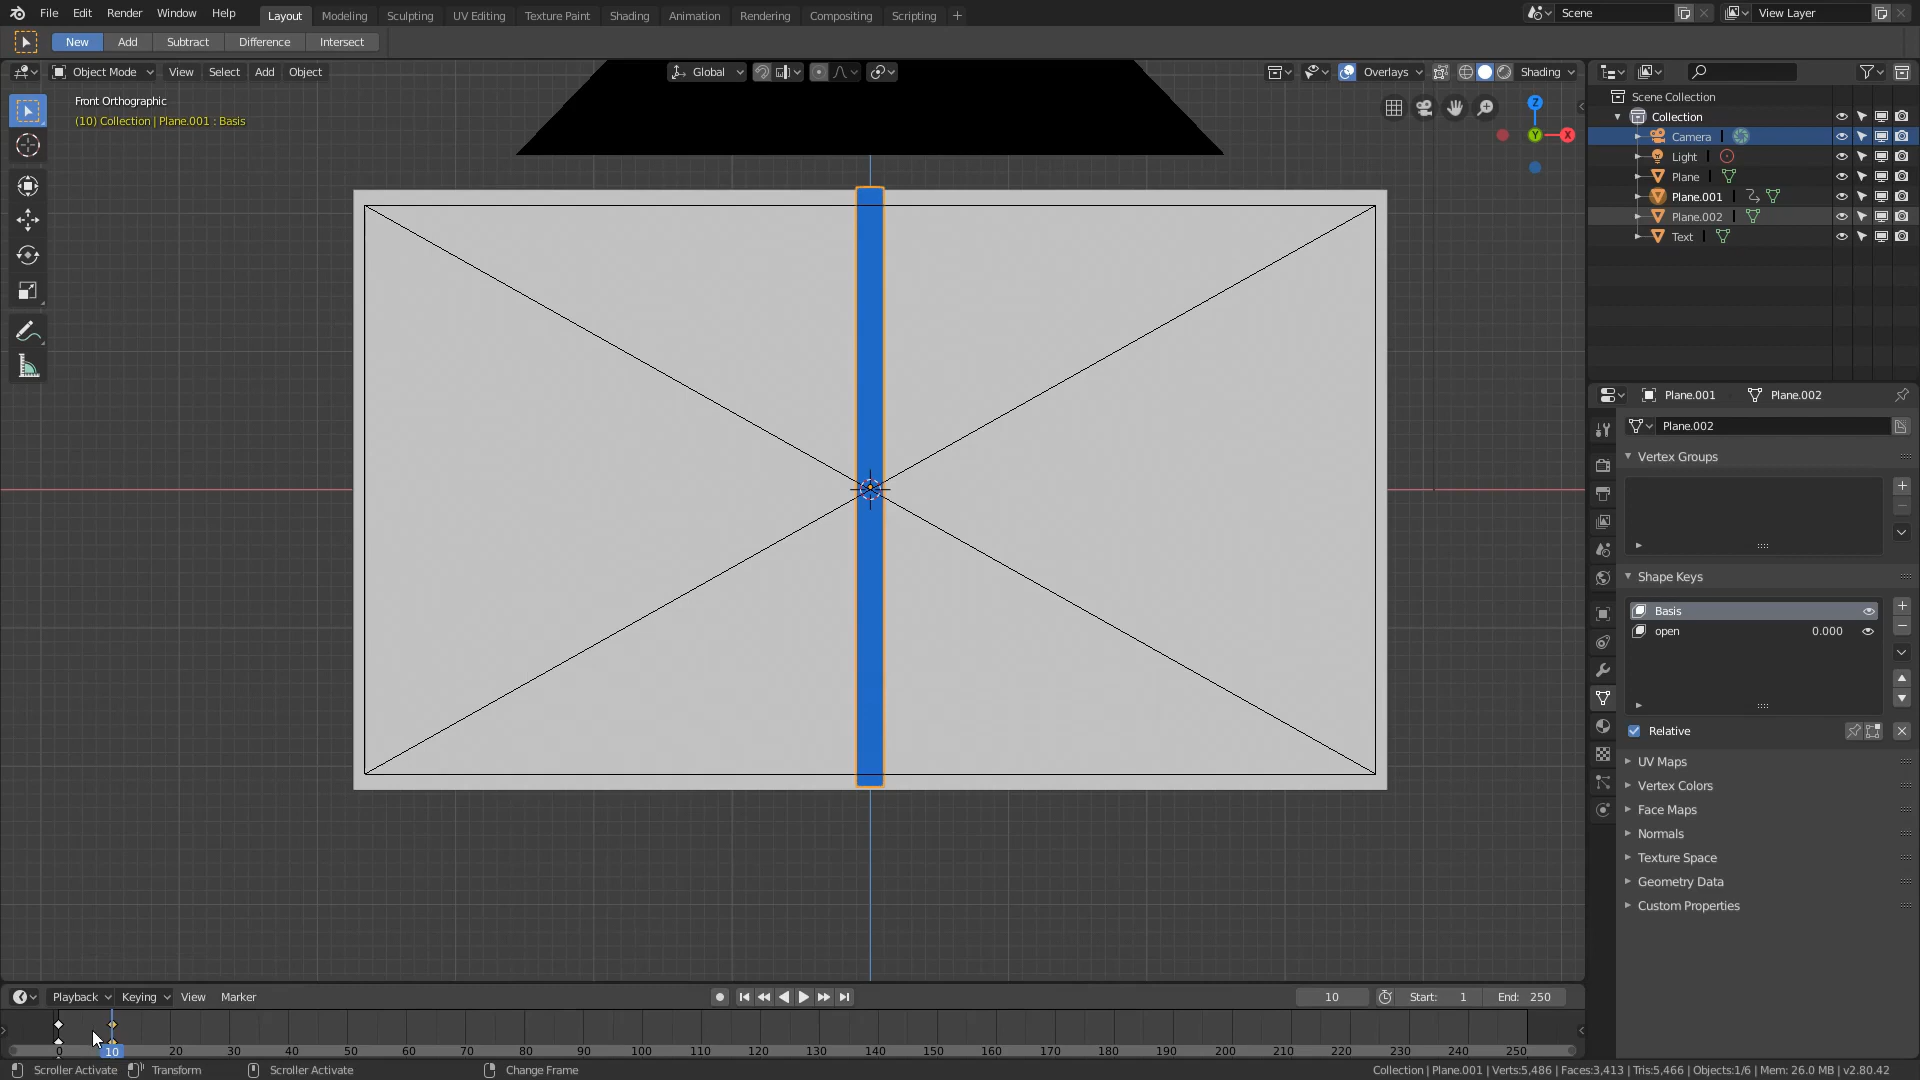 File Edit Render Window Help Layout Modeling Sculpting UV Editing Texture Paint Shading Animation Rendering Compositing Scripting + Scene View Layer
New Add Subtract Difference Intersect
Object Mode View Select Add Object Global Overlays Shading
Front Orthographic
(10) Collection | Plane.001 : Basis
Z
Y
X
Scene Collection
Collection
Camera
Light
Plane
Plane.001
Plane.002
Text
Plane.001 Plane.002
Plane.002
Vertex Groups
Shape Keys
Basis
open 0.000
Relative
UV Maps
Vertex Colors
Face Maps
Normals
Texture Space
Geometry Data
Custom Properties
Playback Keying View Marker 10 Start: 1 End: 250
0 10 20 30 40 50 60 70 80 90 100 110 120 130 140 150 160 170 180 190 200 210 220 230 240 250
Scroller Activate Transform Scroller Activate Change Frame Collection | Plane.001 | Verts:5,486 | Faces:3,413 | Tris:5,466 | Objects:1/6 | Mem: 26.0 MB | v2.80.42